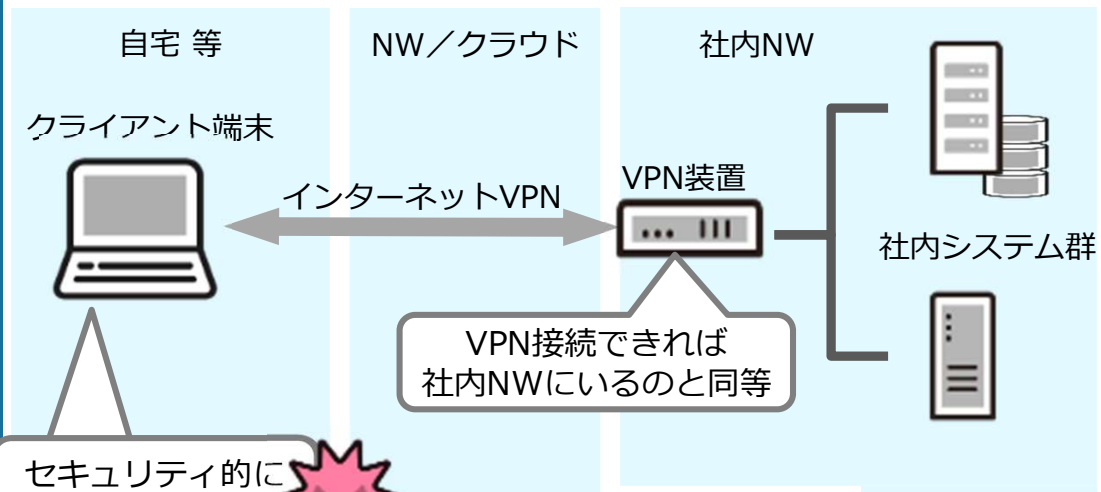 自宅 等
NW／クラウド
社内NW
クライアント端末
インターネットVPN
VPN装置
社内システム群
VPN接続できれば
社内NWにいるのと同等
セキュリティ的に